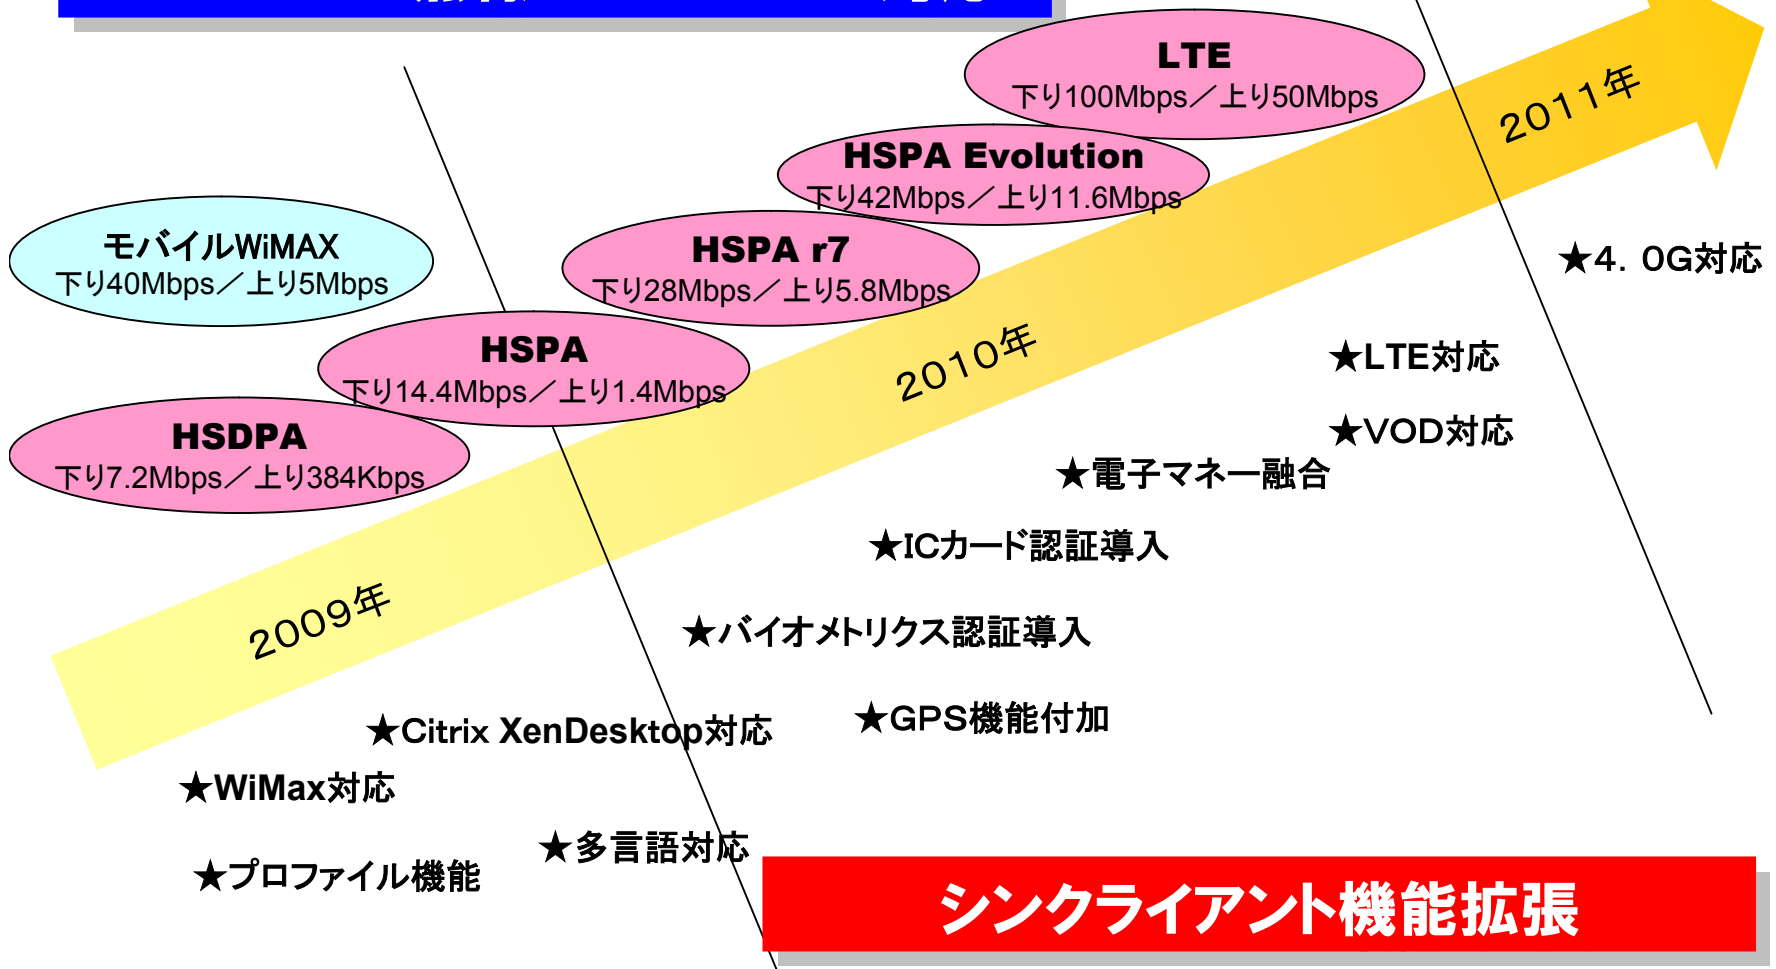 LTE
下り100Mbps／上り50Mbps
2011年
HSPA Evolution
下り42Mbps／上り11.6Mbps
モバイルWiMAX
下り40Mbps／上り5Mbps
HSPA r7
下り28Mbps／上り5.8Mbps
★4．0G対応
HSPA
下り14.4Mbps／上り1.4Mbps
2010年
★LTE対応
★VOD対応
HSDPA
下り7.2Mbps／上り384Kbps
★電子マネー融合
★ICカード認証導入
2009年
★バイオメトリクス認証導入
★Citrix XenDesktop対応
★GPS機能付加
★WiMax対応
★多言語対応
★プロファイル機能
シンクライアント機能拡張